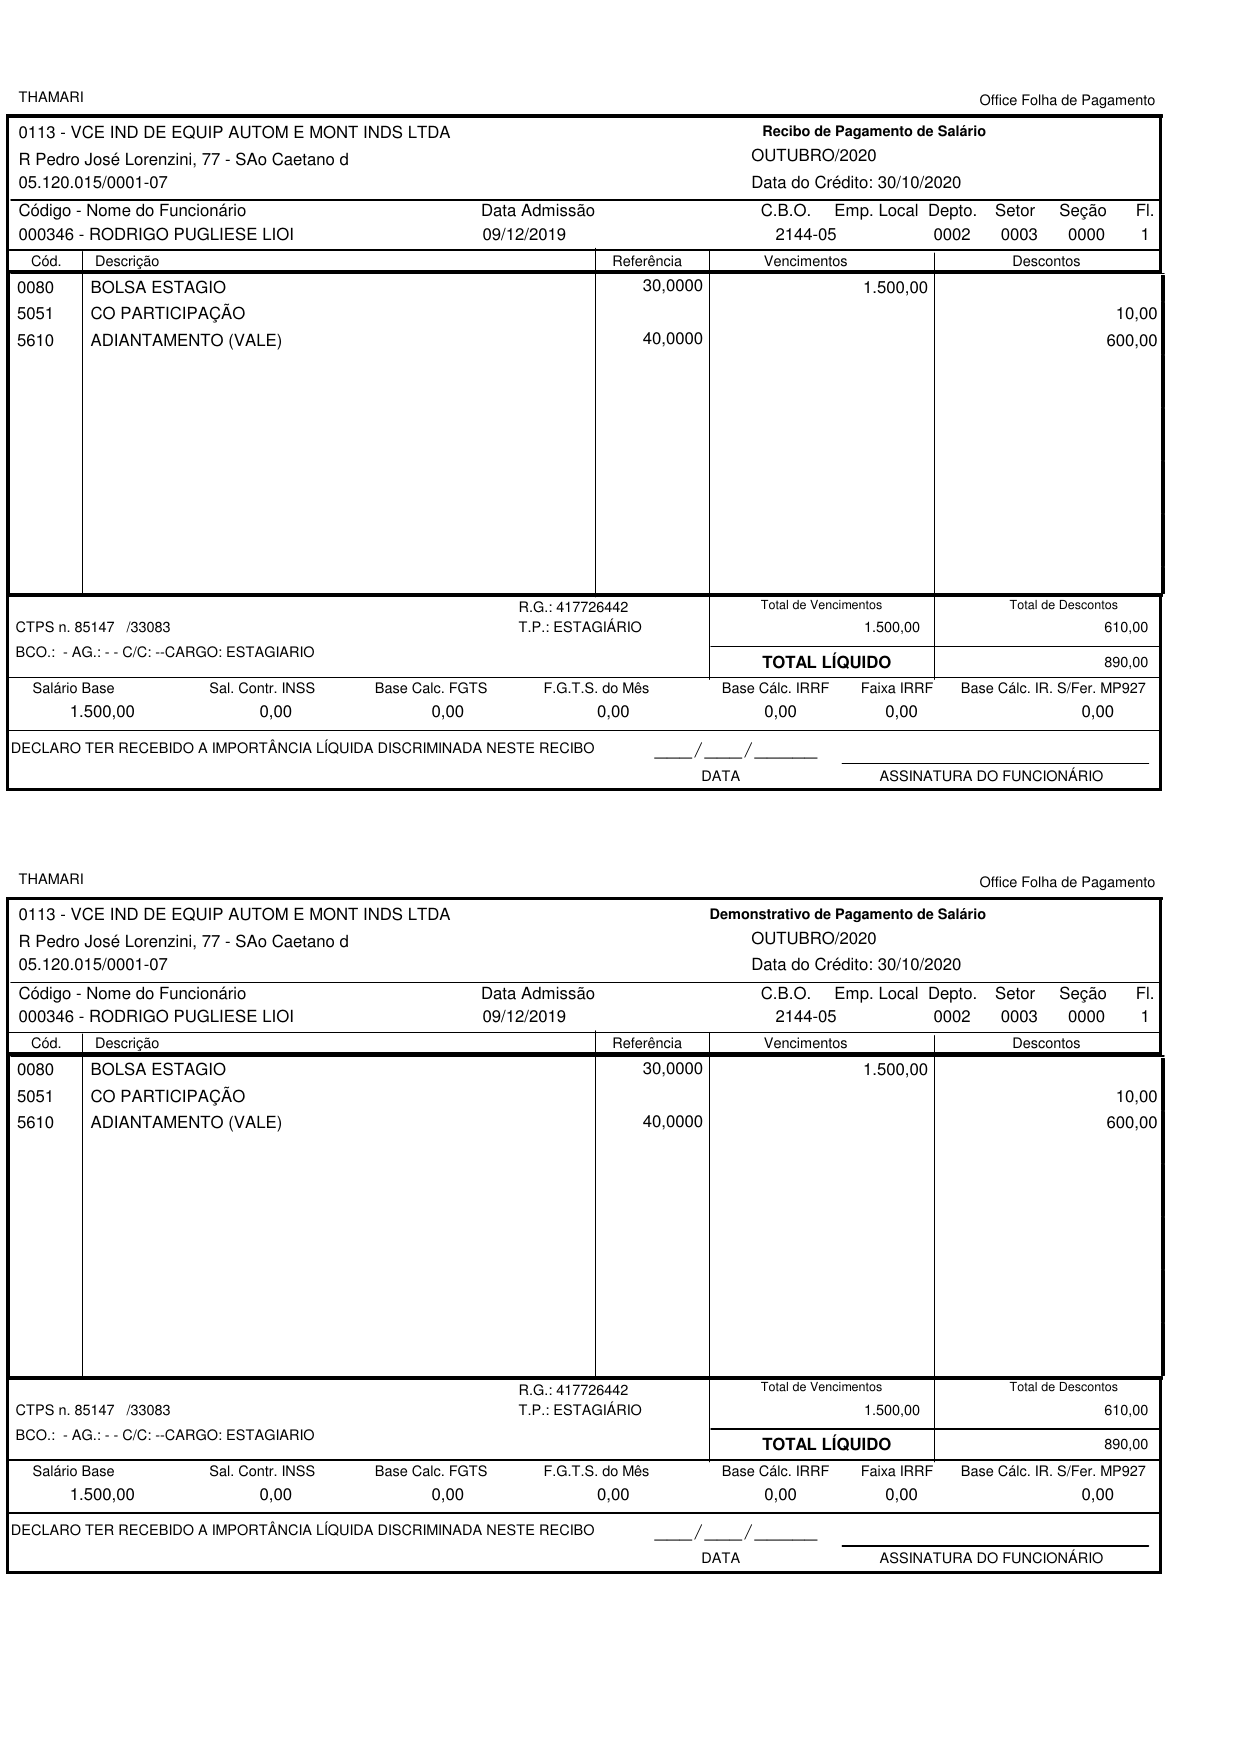 THAMARI Office Folha de Pagamento
0113 - VCE IND DE EQUIP AUTOM E MONT INDS LTDA Recibo de Pagamento de Salário
R Pedro José Lorenzini, 77 - SAo Caetano d OUTUBRO/2020
05.120.015/0001-07 Data do Crédito: 30/10/2020
Código - Nome do Funcionário Data Admissão C.B.O. Emp. Local Depto. Setor Seção Fl.
000346 - RODRIGO PUGLIESE LIOI 09/12/2019 2144-05 0002 0003 0000 1
Cód. Descrição Referência Vencimentos Descontos
0080 BOLSA ESTAGIO 30,0000 1.500,00
5051 CO PARTICIPAÇÃO 10,00
5610 ADIANTAMENTO (VALE) 40,0000 600,00
R.G.: 417726442 Total de Vencimentos Total de Descontos
CTPS n. 85147 /33083 T.P.: ESTAGIÁRIO 1.500,00 610,00
BCO.: - AG.: - - C/C: --CARGO: ESTAGIARIO TOTAL LÍQUIDO 890,00
Salário Base Sal. Contr. INSS Base Calc. FGTS F.G.T.S. do Mês Base Cálc. IRRF Faixa IRRF Base Cálc. IR. S/Fer. MP927
1.500,00 0,00 0,00 0,00 0,00 0,00 0,00
DECLARO TER RECEBIDO A IMPORTÂNCIA LÍQUIDA DISCRIMINADA NESTE RECIBO ____/____/______
DATA ASSINATURA DO FUNCIONÁRIO
THAMARI Office Folha de Pagamento
0113 - VCE IND DE EQUIP AUTOM E MONT INDS LTDA Demonstrativo de Pagamento de Salário
R Pedro José Lorenzini, 77 - SAo Caetano d OUTUBRO/2020
05.120.015/0001-07 Data do Crédito: 30/10/2020
Código - Nome do Funcionário Data Admissão C.B.O. Emp. Local Depto. Setor Seção Fl.
000346 - RODRIGO PUGLIESE LIOI 09/12/2019 2144-05 0002 0003 0000 1
Cód. Descrição Referência Vencimentos Descontos
0080 BOLSA ESTAGIO 30,0000 1.500,00
5051 CO PARTICIPAÇÃO 10,00
5610 ADIANTAMENTO (VALE) 40,0000 600,00
R.G.: 417726442 Total de Vencimentos Total de Descontos
CTPS n. 85147 /33083 T.P.: ESTAGIÁRIO 1.500,00 610,00
BCO.: - AG.: - - C/C: --CARGO: ESTAGIARIO TOTAL LÍQUIDO 890,00
Salário Base Sal. Contr. INSS Base Calc. FGTS F.G.T.S. do Mês Base Cálc. IRRF Faixa IRRF Base Cálc. IR. S/Fer. MP927
1.500,00 0,00 0,00 0,00 0,00 0,00 0,00
DECLARO TER RECEBIDO A IMPORTÂNCIA LÍQUIDA DISCRIMINADA NESTE RECIBO ____/____/______
DATA ASSINATURA DO FUNCIONÁRIO